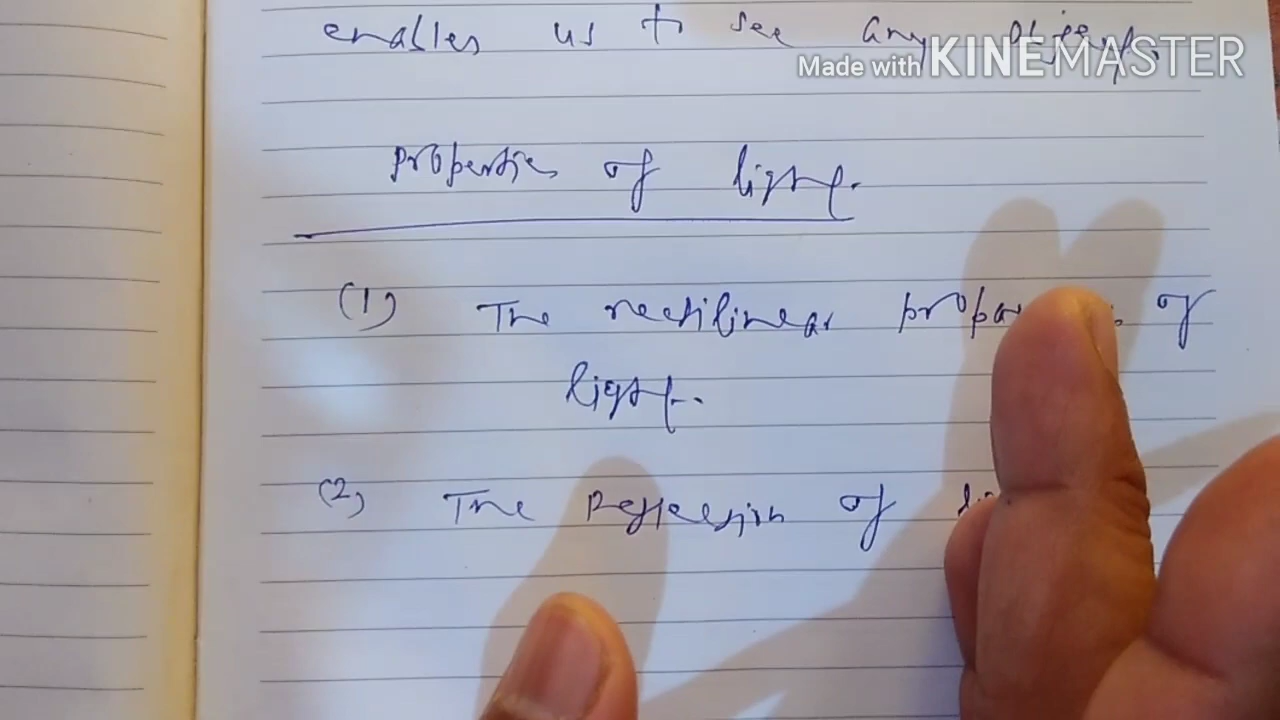 enables us to see any object.
Made with KINEMASTER
Properties of light.
(1) The rectilinear of
light.
(2) The Reflection of